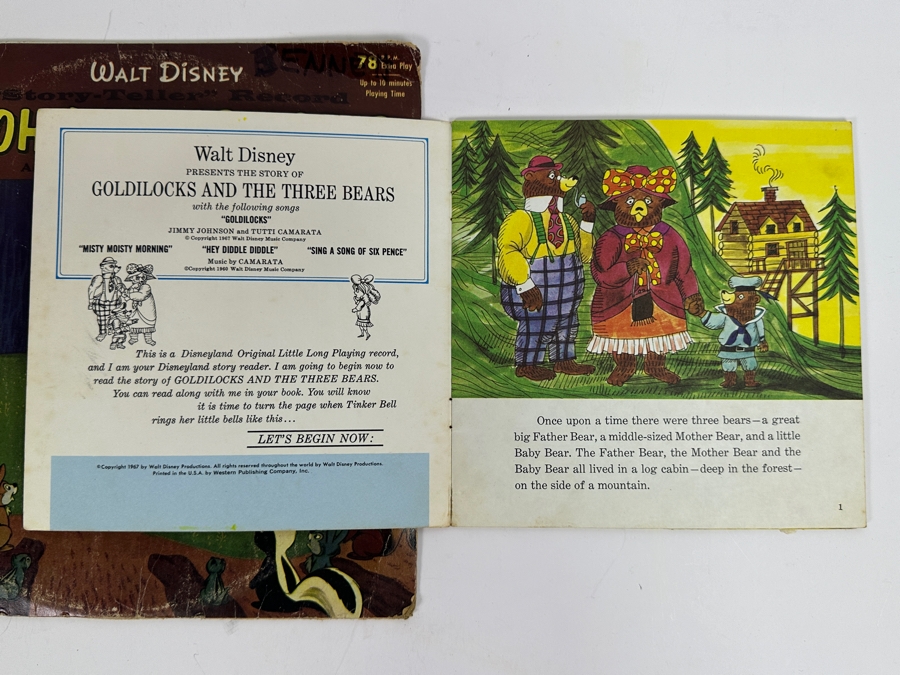 WALT DISNEY
78 R.P.M.
Extra Play
Up to 10 minutes
Playing Time
"Story-Teller" Record
Walt Disney
PRESENTS THE STORY OF
GOLDILOCKS AND THE THREE BEARS
with the following songs
"GOLDILOCKS"
JIMMY JOHNSON and TUTTI CAMARATA
© Copyright 1967 Walt Disney Music Company
"MISTY MOISTY MORNING" "HEY DIDDLE DIDDLE" "SING A SONG OF SIX PENCE"
Music by CAMARATA
©Copyright 1960 Walt Disney Music Company
This is a Disneyland Original Little Long Playing record,
and I am your Disneyland story reader. I am going to begin now to
read the story of GOLDILOCKS AND THE THREE BEARS.
You can read along with me in your book. You will know
it is time to turn the page when Tinker Bell
rings her little bells like this...
LET'S BEGIN NOW:
©Copyright 1967 by Walt Disney Productions. All rights reserved throughout the world by Walt Disney Productions.
Printed in the U.S.A. by Western Publishing Company, Inc.
Once upon a time there were three bears—a great
big Father Bear, a middle-sized Mother Bear, and a little
Baby Bear. The Father Bear, the Mother Bear and the
Baby Bear all lived in a log cabin—deep in the forest—
on the side of a mountain.
1